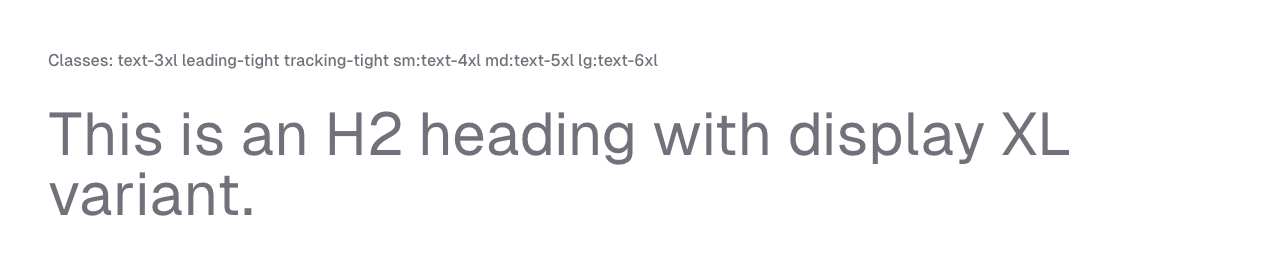 Classes: text-3xl leading-tight tracking-tight sm:text-4xl md:text-5xl lg:text-6xl
This is an H2 heading with display XL
variant.